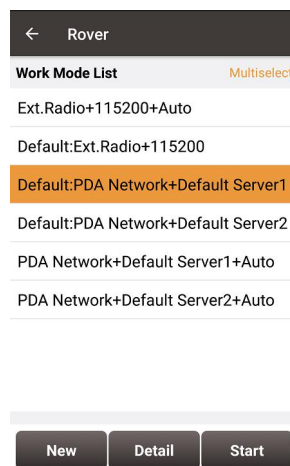 Rover
Work Mode List Multiselect
Ext.Radio+115200+Auto
Default:Ext.Radio+115200
Default:PDA Network+Default Server1
Default:PDA Network+Default Server2
PDA Network+Default Server1+Auto
PDA Network+Default Server2+Auto
New Detail Start